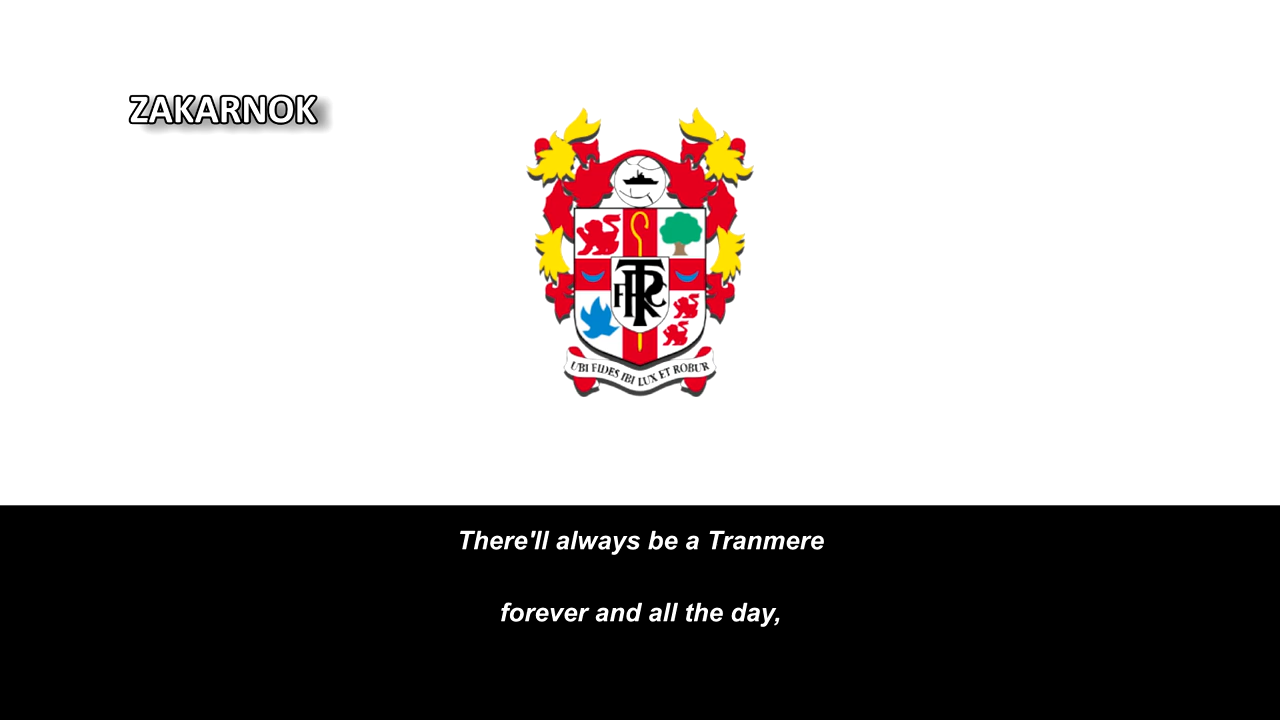 ZAKARNOK
TRFC
UBI FIDES IBI LUX ET ROBUR
There'll always be a Tranmere
forever and all the day,